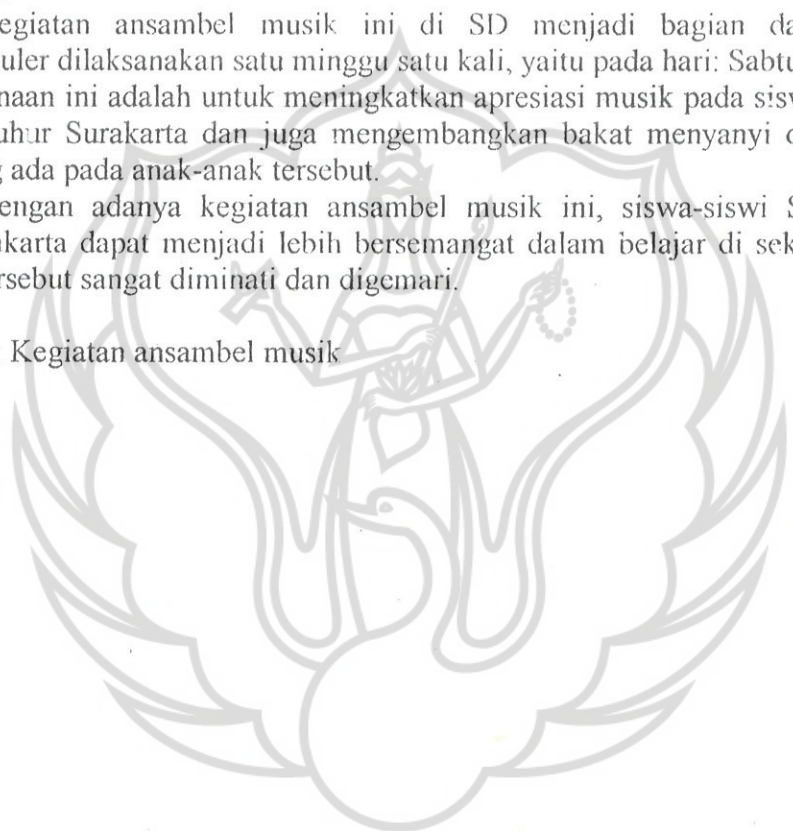 egiatan ansambel musik ini di SD menjadi bagian da
uler dilaksanakan satu minggu satu kali, yaitu pada hari: Sabtu
naan ini adalah untuk meningkatkan apresiasi musik pada sisw
uhur Surakarta dan juga mengembangkan bakat menyanyi d
g ada pada anak-anak tersebut.
engan adanya kegiatan ansambel musik ini, siswa-siswi S
akarta dapat menjadi lebih bersemangat dalam belajar di sek
rsebut sangat diminati dan digemari.
Kegiatan ansambel musik